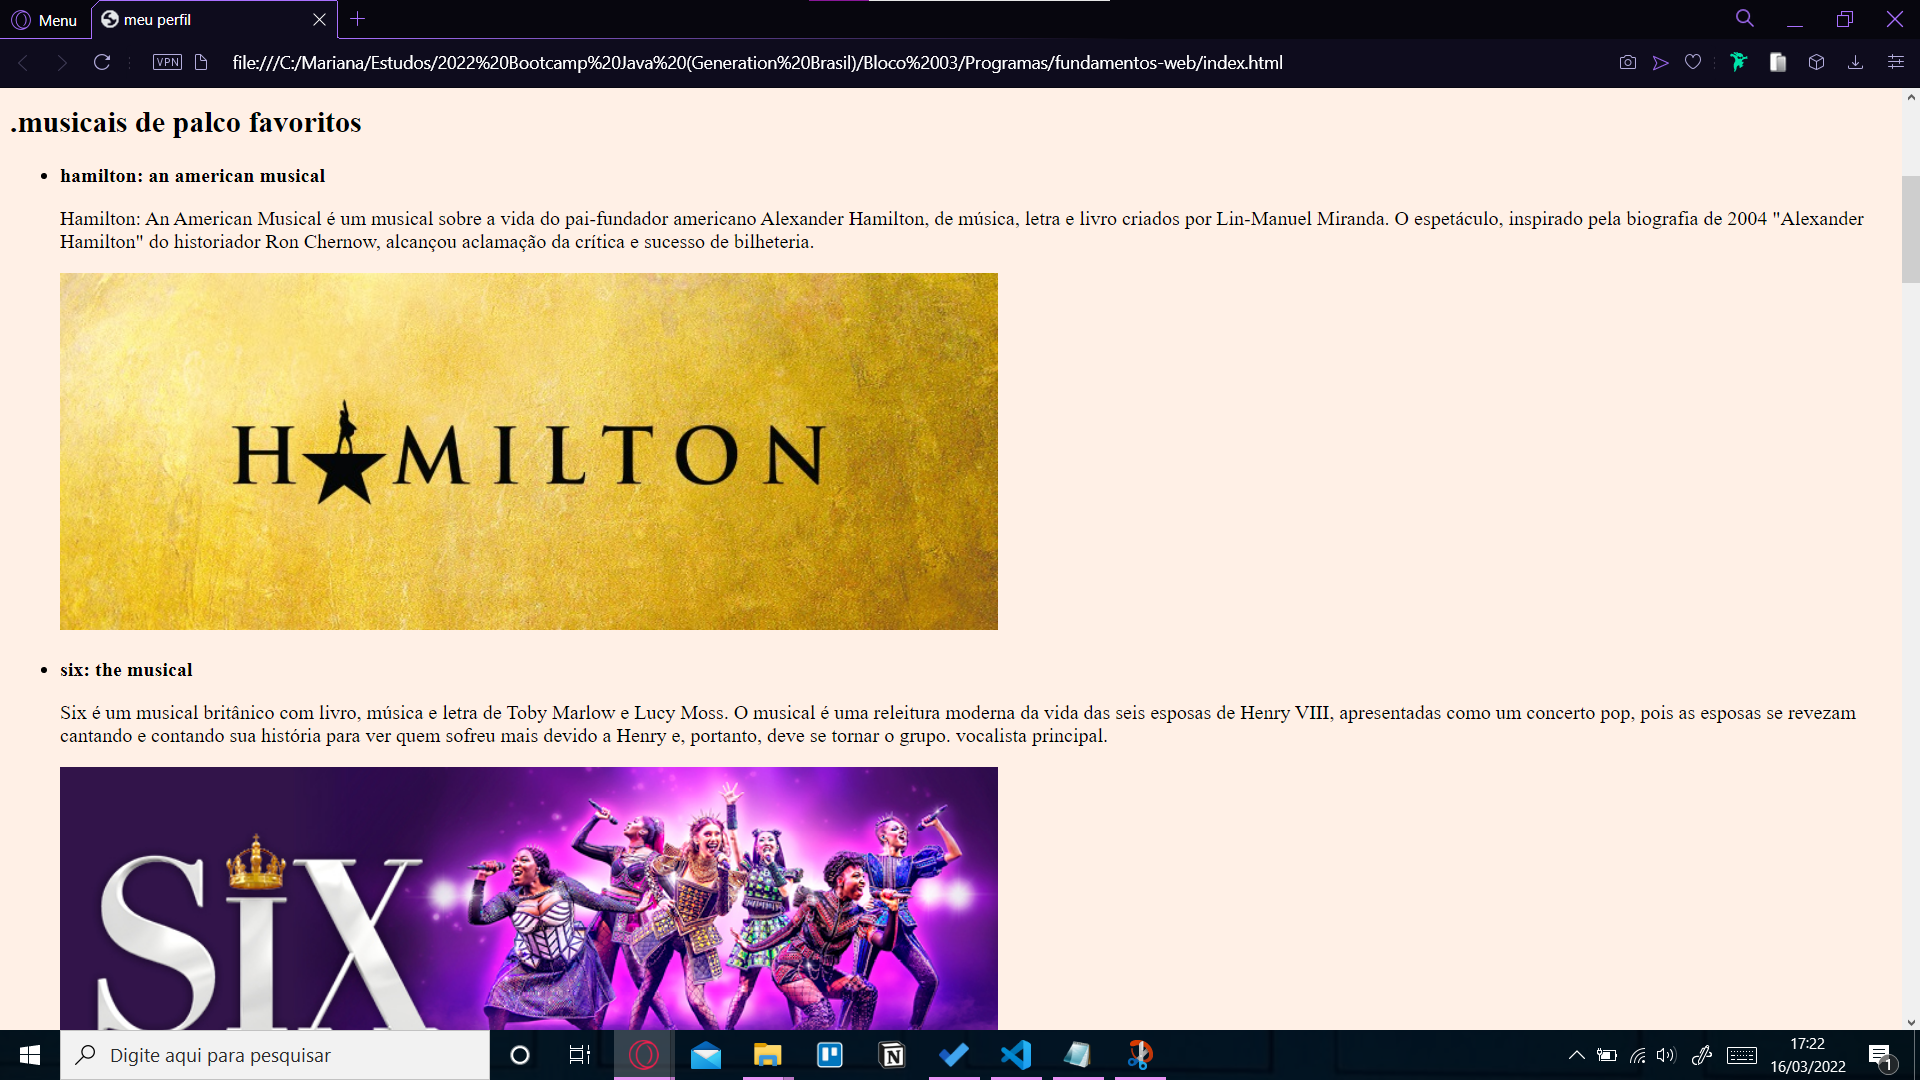 Menu
meu perfil
VPN
file:///C:/Mariana/Estudos/2022%20Bootcamp%20Java%20(Generation%20Brasil)/Bloco%2003/Programas/fundamentos-web/index.html
.musicais de palco favoritos
hamilton: an american musical
Hamilton: An American Musical é um musical sobre a vida do pai-fundador americano Alexander Hamilton, de música, letra e livro criados por Lin-Manuel Miranda. O espetáculo, inspirado pela biografia de 2004 "Alexander
Hamilton" do historiador Ron Chernow, alcançou aclamação da crítica e sucesso de bilheteria.
HAMILTON
six: the musical
Six é um musical britânico com livro, música e letra de Toby Marlow e Lucy Moss. O musical é uma releitura moderna da vida das seis esposas de Henry VIII, apresentadas como um concerto pop, pois as esposas se revezam
cantando e contando sua história para ver quem sofreu mais devido a Henry e, portanto, deve se tornar o grupo. vocalista principal.
SiX
Digite aqui para pesquisar
17:22
16/03/2022
1